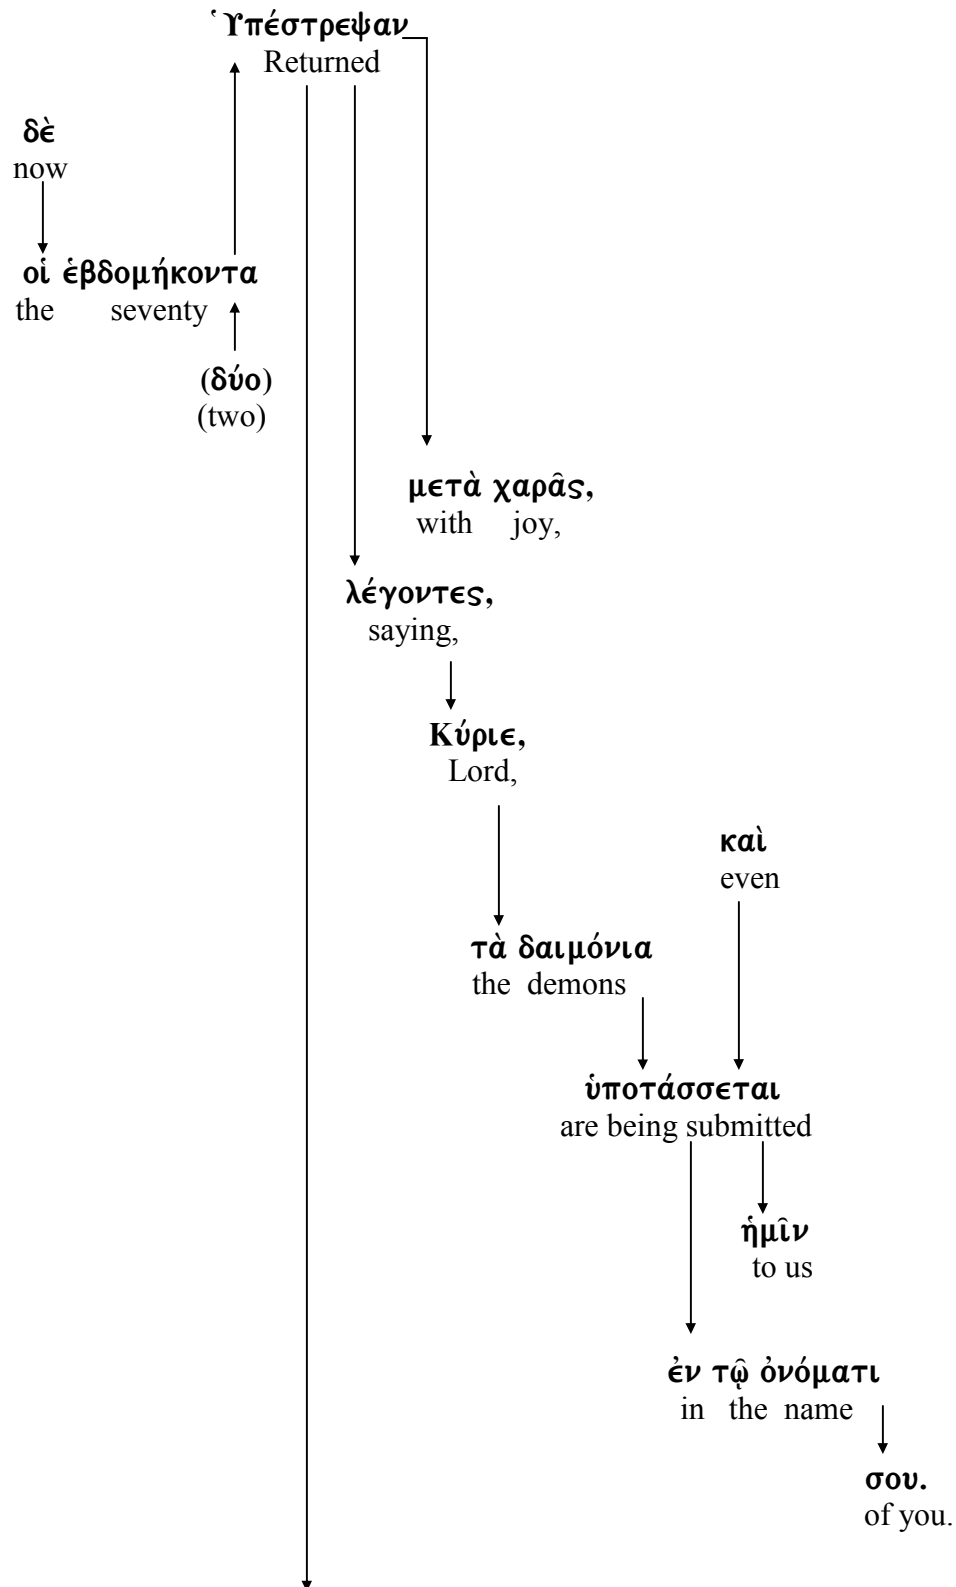 Ὑπέστρεψαν
Returned
δὲ
now
οἱ ἑβδομήκοντα
the seventy
(δύο)
(two)
μετὰ χαρᾶς,
with joy,
λέγοντες,
saying,
Κύριε,
Lord,
καὶ
even
τὰ δαιμόνια
the demons
ὑποτάσσεται
are being submitted
ἡμῖν
to us
ἐν τῷ ὀνόματι
in the name
σου.
of you.